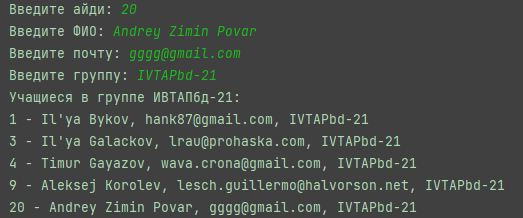 Введите айди: 20
Введите ФИО: Andrey Zimin Povar
Введите почту: gggg@gmail.com
Введите группу: IVTAPbd-21
Учащиеся в группе ИВТАПбд-21:
1 - Il'ya Bykov, hank87@gmail.com, IVTAPbd-21
3 - Il'ya Galackov, lrau@prohaska.com, IVTAPbd-21
4 - Timur Gayazov, wava.crona@gmail.com, IVTAPbd-21
9 - Aleksej Korolev, lesch.guillermo@halvorson.net, IVTAPbd-21
20 - Andrey Zimin Povar, gggg@gmail.com, IVTAPbd-21